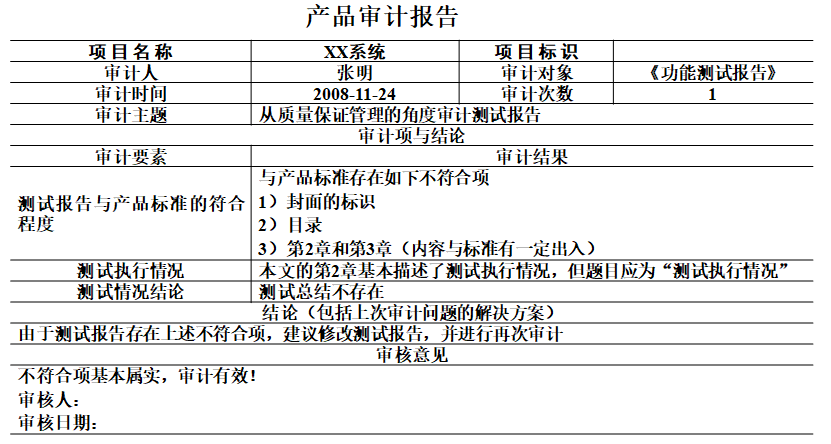 产品审计报告
项目名称 XX系统 项目标识
审计人 张明 审计对象 《功能测试报告》
审计时间 2008-11-24 审计次数 1
审计主题 从质量保证管理的角度审计测试报告
审计项与结论
审计要素 审计结果
与产品标准存在如下不符合项
1）封面的标识
测试报告与产品标准的符合程度
2）目录
3）第2章和第3章（内容与标准有一定出入）
测试执行情况 本文的第2章基本描述了测试执行情况，但题目应为“测试执行情况”
测试情况结论 测试总结不存在
结论（包括上次审计问题的解决方案）
由于测试报告存在上述不符合项，建议修改测试报告，并进行再次审计
审核意见
不符合项基本属实，审计有效！
审核人：
审核日期：